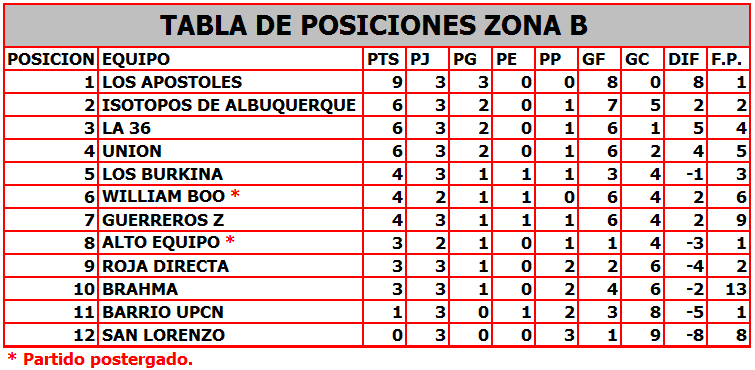 TABLA DE POSICIONES ZONA B
POSICION EQUIPO PTS PJ PG PE PP GF GC DIF F.P.
1 LOS APOSTOLES 9 3 3 0 0 8 0 8 1
2 ISOTOPOS DE ALBUQUERQUE 6 3 2 0 1 7 5 2 2
3 LA 36 6 3 2 0 1 6 1 5 4
4 UNION 6 3 2 0 1 6 2 4 5
5 LOS BURKINA 4 3 1 1 1 3 4 -1 3
6 WILLIAM BOO * 4 2 1 1 0 6 4 2 6
7 GUERREROS Z 4 3 1 1 1 6 4 2 9
8 ALTO EQUIPO * 3 2 1 0 1 1 4 -3 1
9 ROJA DIRECTA 3 3 1 0 2 2 6 -4 2
10 BRAHMA 3 3 1 0 2 4 6 -2 13
11 BARRIO UPCN 1 3 0 1 2 3 8 -5 1
12 SAN LORENZO 0 3 0 0 3 1 9 -8 8
* Partido postergado.